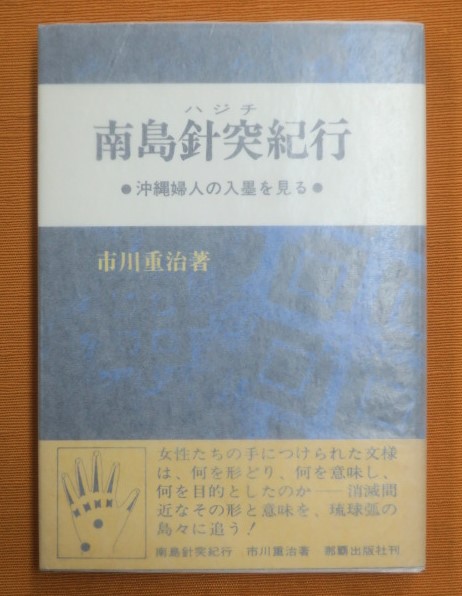 ハジチ
南島針突紀行
●沖縄婦人の入墨を見る●
市川重治著
女性たちの手につけられた文様
は、何を形どり、何を意味し、
何を目的としたのか──消滅間
近なその形と意味を、琉球弧の
島々に追う！
南島針突紀行 市川重治著 那覇出版社刊